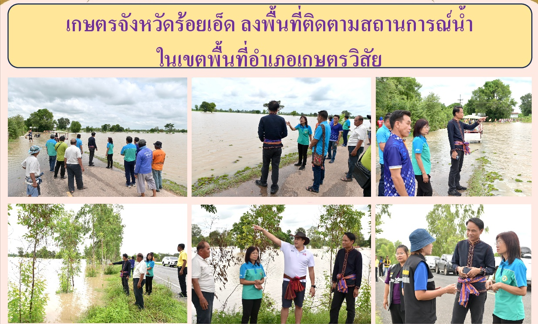 เกษตรจังหวัดร้อยเอ็ด ลงพื้นที่ติดตามสถานการณ์น้ำ
ในเขตพื้นที่อำเภอเกษตรวิสัย